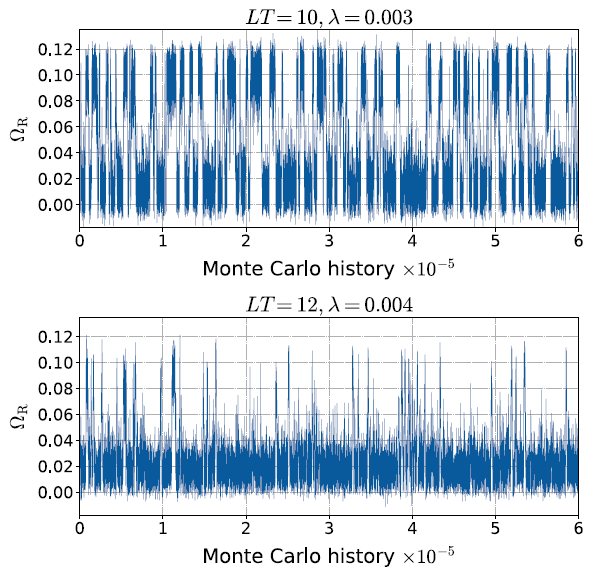 LT = 10, λ = 0.003
0.12
0.10
0.08
0.06
0.04
0.02
0.00
Ω_R
0 1 2 3 4 5 6
Monte Carlo history ×10⁻⁵
LT = 12, λ = 0.004
0.12
0.10
0.08
0.06
0.04
0.02
0.00
Ω_R
0 1 2 3 4 5 6
Monte Carlo history ×10⁻⁵